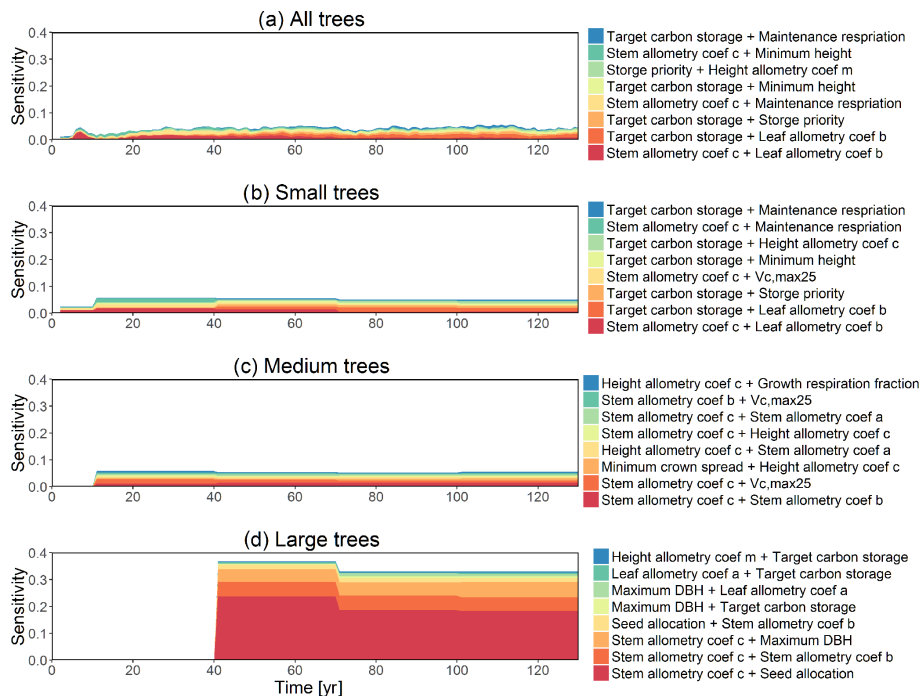 (a) All trees
0.4
0.3
0.2
0.1
0.0
Sensitivity
0 20 40 60 80 100 120
Target carbon storage + Maintenance respriation
Stem allometry coef c + Minimum height
Storge priority + Height allometry coef m
Target carbon storage + Minimum height
Stem allometry coef c + Maintenance respriation
Target carbon storage + Storge priority
Target carbon storage + Leaf allometry coef b
Stem allometry coef c + Leaf allometry coef b
(b) Small trees
0.4
0.3
0.2
0.1
0.0
Sensitivity
0 20 40 60 80 100 120
Target carbon storage + Maintenance respriation
Stem allometry coef c + Maintenance respriation
Target carbon storage + Height allometry coef c
Target carbon storage + Minimum height
Stem allometry coef c + Vc,max25
Target carbon storage + Storge priority
Target carbon storage + Leaf allometry coef b
Stem allometry coef c + Leaf allometry coef b
(c) Medium trees
0.4
0.3
0.2
0.1
0.0
Sensitivity
0 20 40 60 80 100 120
Height allometry coef c + Growth respiration fraction
Stem allometry coef b + Vc,max25
Stem allometry coef c + Stem allometry coef a
Stem allometry coef c + Height allometry coef c
Height allometry coef c + Stem allometry coef a
Minimum crown spread + Height allometry coef c
Stem allometry coef c + Vc,max25
Stem allometry coef c + Stem allometry coef b
(d) Large trees
0.4
0.3
0.2
0.1
0.0
Sensitivity
0 20 40 60 80 100 120
Time [yr]
Height allometry coef m + Target carbon storage
Leaf allometry coef a + Target carbon storage
Maximum DBH + Leaf allometry coef a
Maximum DBH + Target carbon storage
Seed allocation + Stem allometry coef b
Stem allometry coef c + Maximum DBH
Stem allometry coef c + Stem allometry coef b
Stem allometry coef c + Seed allocation